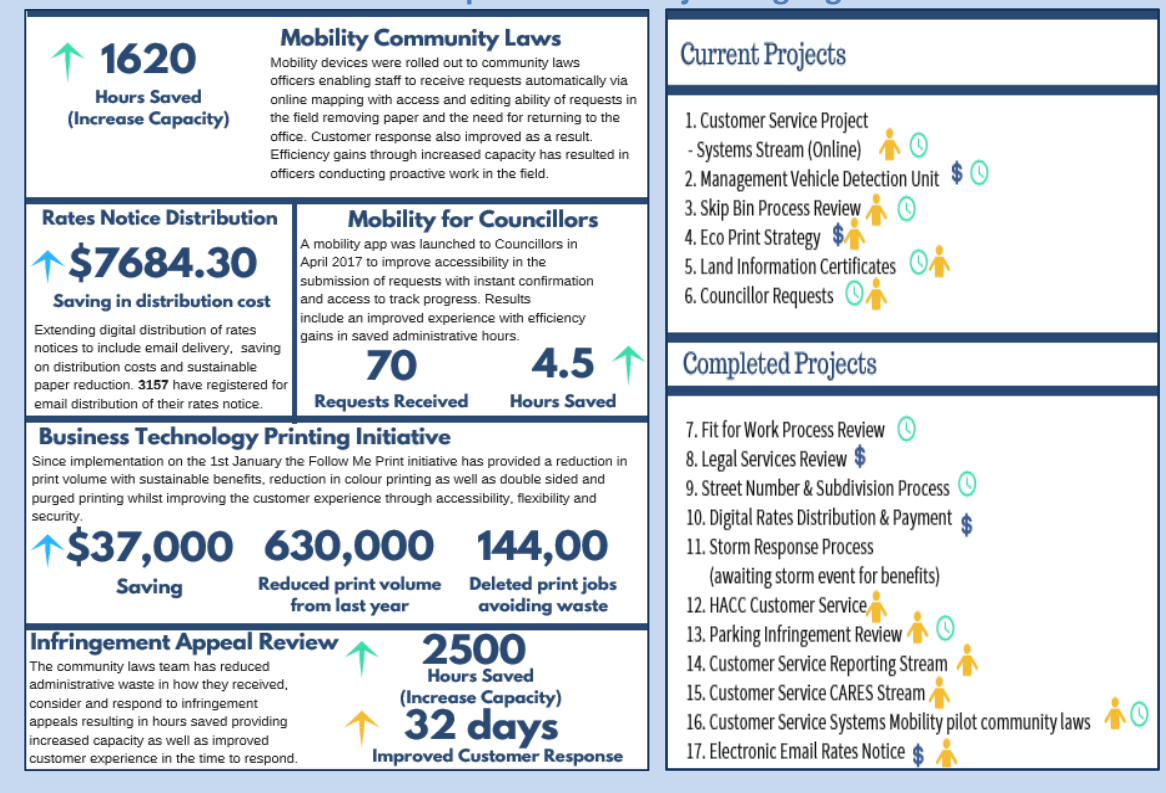 1620
Hours Saved
(Increase Capacity)
Mobility Community Laws
Mobility devices were rolled out to community laws
officers enabling staff to receive requests automatically via
online mapping with access and editing ability of requests in
the field removing paper and the need for returning to the
office. Customer response also improved as a result.
Efficiency gains through increased capacity has resulted in
officers conducting proactive work in the field.
Rates Notice Distribution
$7684.30
Saving in distribution cost
Extending digital distribution of rates
notices to include email delivery, saving
on distribution costs and sustainable
paper reduction. 3157 have registered for
email distribution of their rates notice.
Mobility for Councillors
A mobility app was launched to Councillors in
April 2017 to improve accessibility in the
submission of requests with instant confirmation
and access to track progress. Results
include an improved experience with efficiency
gains in saved administrative hours.
70
Requests Received
4.5
Hours Saved
Business Technology Printing Initiative
Since implementation on the 1st January the Follow Me Print initiative has provided a reduction in
print volume with sustainable benefits, reduction in colour printing as well as double sided and
purged printing whilst improving the customer experience through accessibility, flexibility and
security.
$37,000
Saving
630,000
Reduced print volume
from last year
144,00
Deleted print jobs
avoiding waste
Infringement Appeal Review
The community laws team has reduced
administrative waste in how they received,
consider and respond to infringement
appeals resulting in hours saved providing
increased capacity as well as improved
customer experience in the time to respond.
2500
Hours Saved
(Increase Capacity)
32 days
Improved Customer Response
Current Projects
1. Customer Service Project
- Systems Stream (Online)
2. Management Vehicle Detection Unit $
3. Skip Bin Process Review
4. Eco Print Strategy $
5. Land Information Certificates
6. Councillor Requests
Completed Projects
7. Fit for Work Process Review
8. Legal Services Review $
9. Street Number & Subdivision Process
10. Digital Rates Distribution & Payment $
11. Storm Response Process
(awaiting storm event for benefits)
12. HACC Customer Service
13. Parking Infringement Review
14. Customer Service Reporting Stream
15. Customer Service CARES Stream
16. Customer Service Systems Mobility pilot community laws
17. Electronic Email Rates Notice $